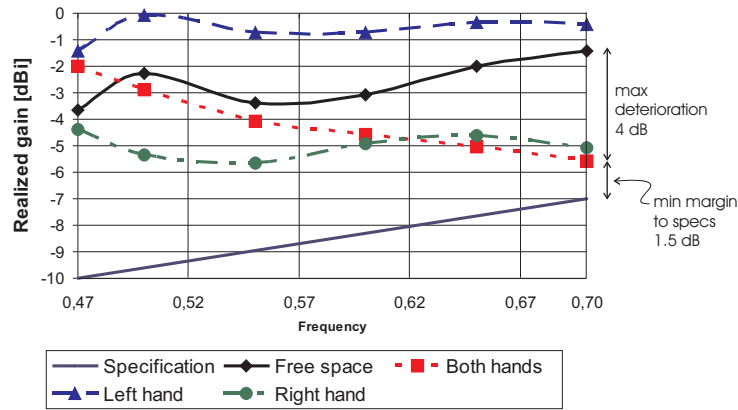 Realized gain [dBi]
0
-1
-2
-3
-4
-5
-6
-7
-8
-9
-10
0,47
0,52
0,57
0,62
0,67
0,70
Frequency
max
deterioration
4 dB
min margin
to specs
1.5 dB
Specification
Free space
Both hands
Left hand
Right hand